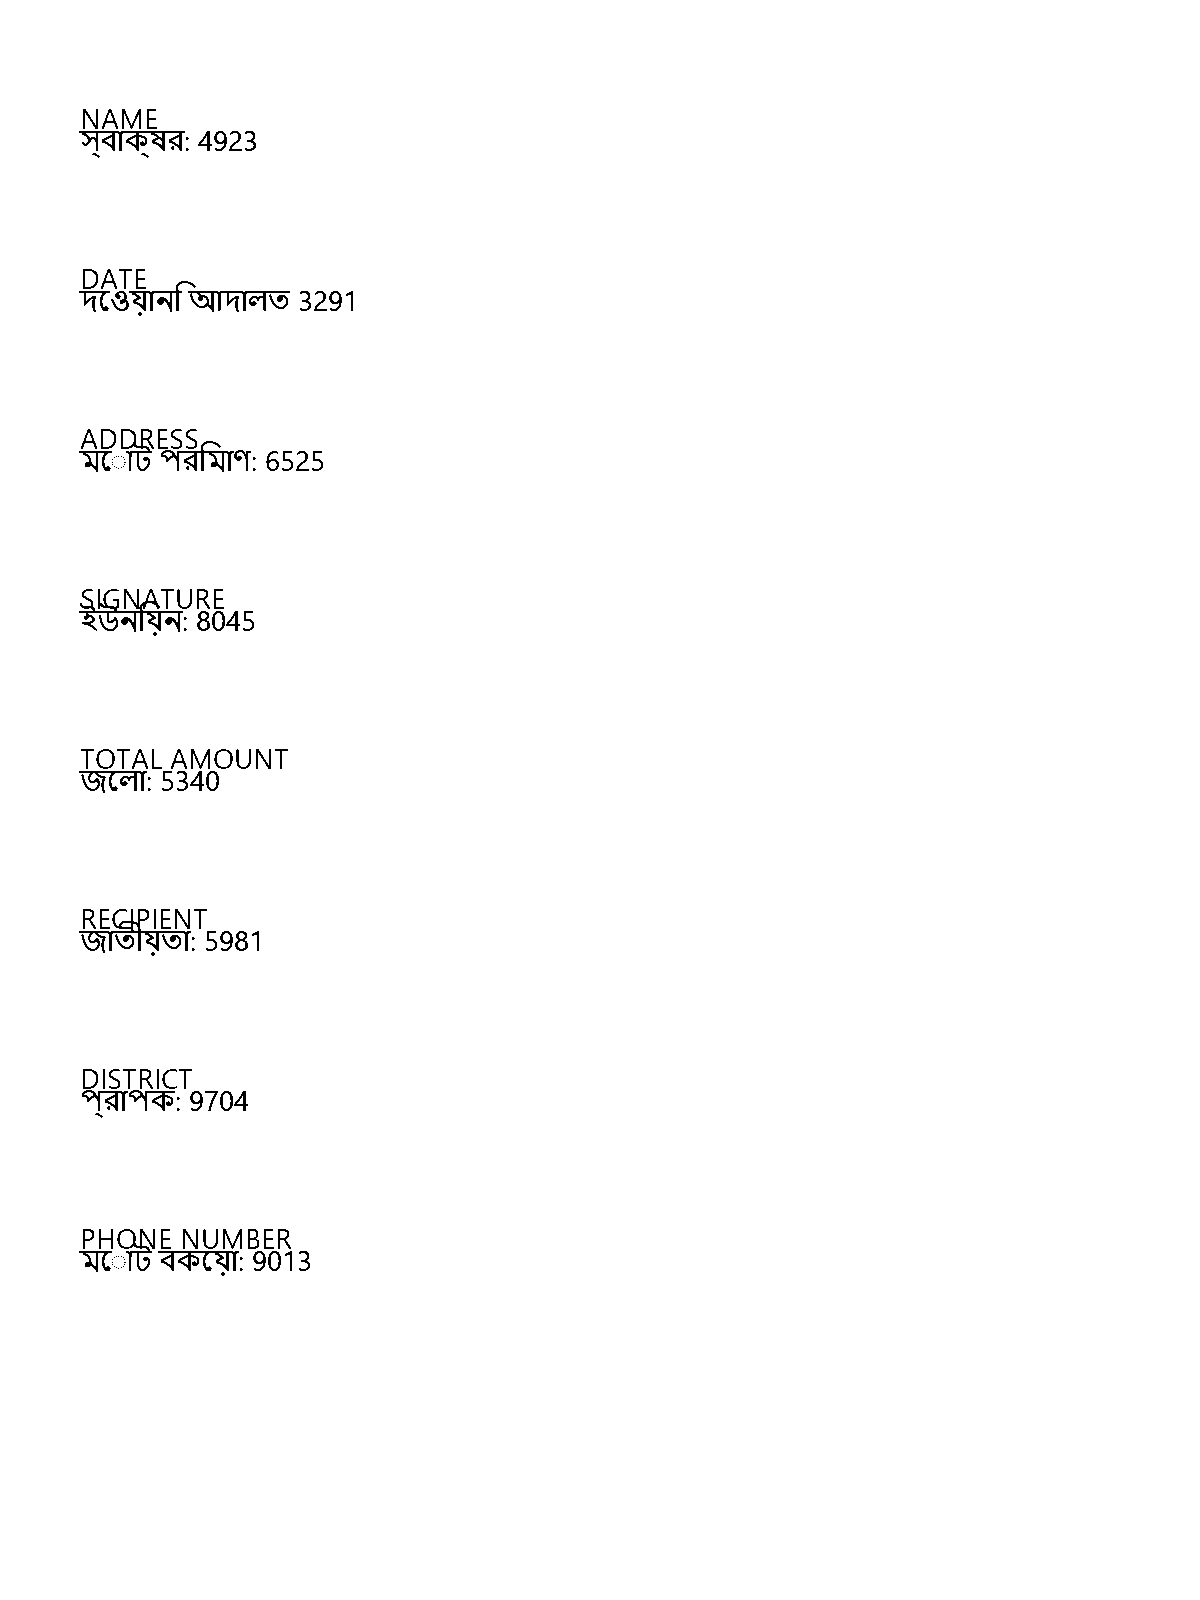 NAME
স্বাক্ষর: 4923
DATE
দেওয়ানি আদালত 3291
ADDRESS
মোট পরিমাণ: 6525
SIGNATURE
ইউনিয়ন: 8045
TOTAL AMOUNT
জেলা: 5340
RECIPIENT
জাতীয়তা: 5981
DISTRICT
প্রাপক: 9704
PHONE NUMBER
মোট বকেয়া: 9013